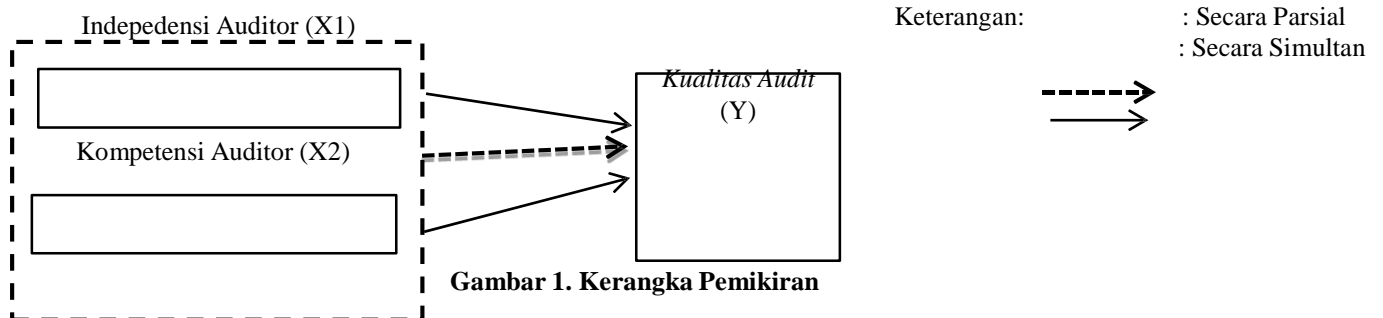 Indepedensi Auditor (X1)
Kompetensi Auditor (X2)
Kualitas Audit
(Y)
Keterangan: : Secara Parsial
: Secara Simultan
Gambar 1. Kerangka Pemikiran